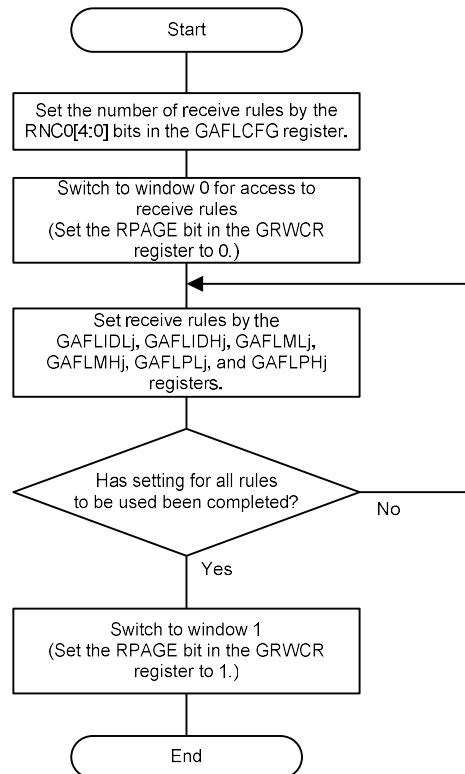 Start
Set the number of receive rules by the
RNC0[4:0] bits in the GAFLCFG register.
Switch to window 0 for access to
receive rules
(Set the RPAGE bit in the GRWCR
register to 0.)
Set receive rules by the
GAFLIDLj, GAFLIDHj, GAFLMLj,
GAFLMHj, GAFLPLj, and GAFLPHj
registers.
Has setting for all rules
to be used been completed?
No
Yes
Switch to window 1
(Set the RPAGE bit in the GRWCR
register to 1.)
End